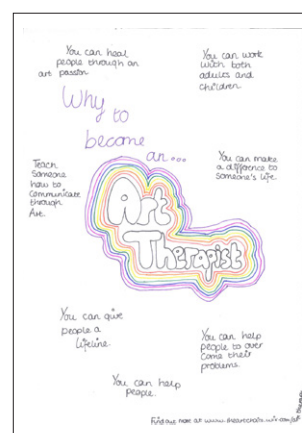 You can heal
people through an
art passion
You can work
with both
adults and
children
Why to
become
an...
Teach
someone
how to
communicate
through
Art.
You can make
a difference to
someone's life
Art
Therapist
You can give
people a
lifeline.
You can help
people to over
come their
problems.
You can help
people.
Find out more at www.